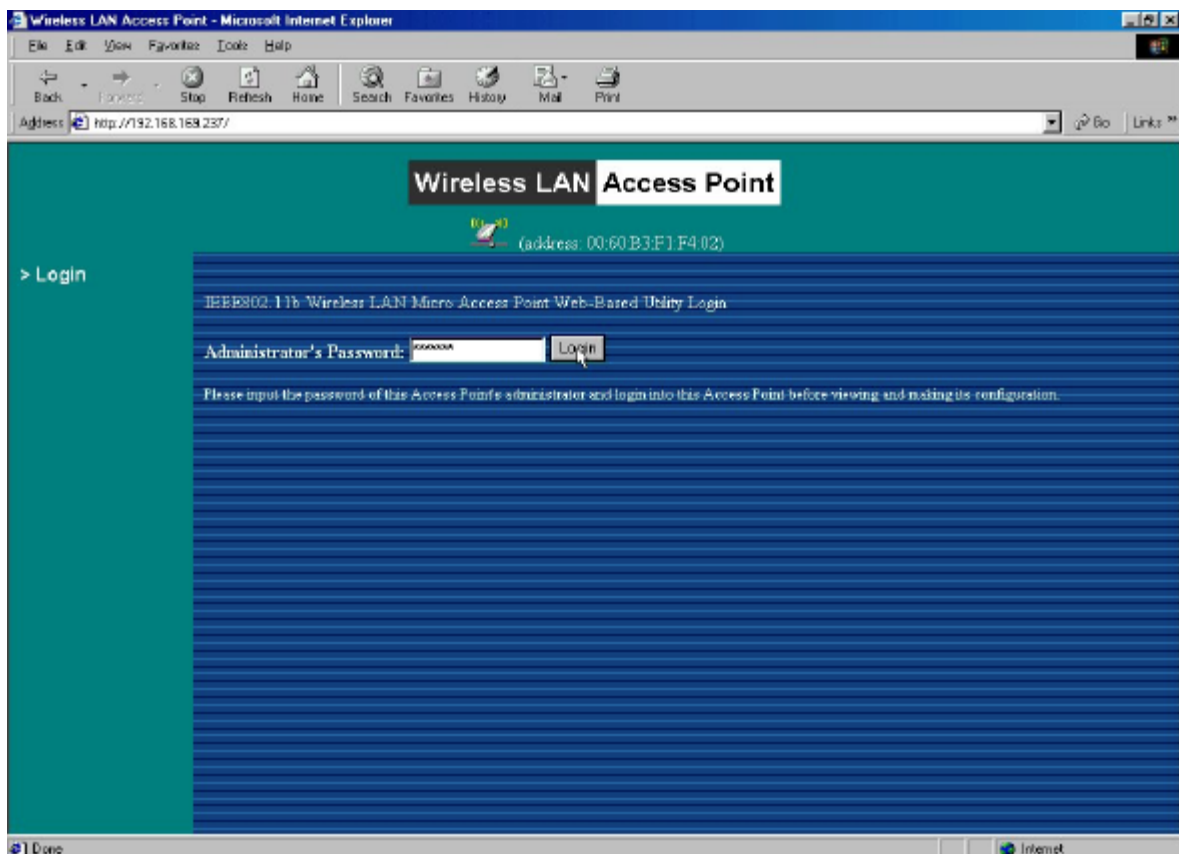 Wireless LAN Access Point - Microsoft Internet Explorer
File Edit View Favorites Tools Help
Back Forward Stop Refresh Home Search Favorites History Mail Print
Address http://192.168.169.237/ Go Links »
Wireless LAN Access Point
(address: 00:60:B3:F1:F4:02)
> Login
IEEE802.11b Wireless LAN Micro Access Point Web-Based Utility Login
Administrator's Password: Login
Please input the password of this Access Point's administrator and login into this Access Point before viewing and making its configuration.
Done Internet